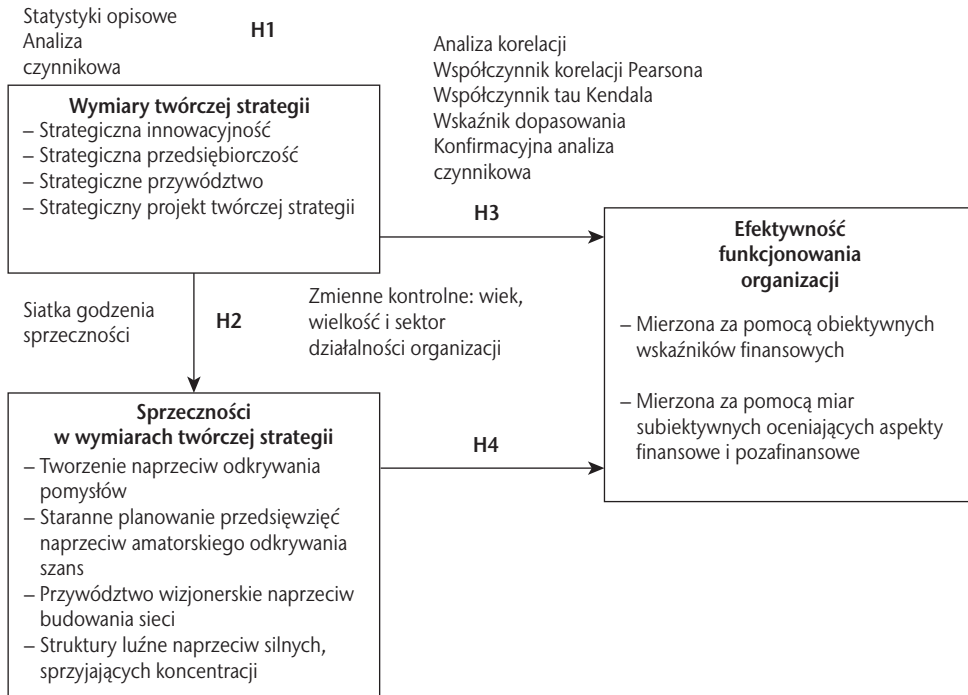 Statystyki opisowe
Analiza
czynnikowa
H1
Analiza korelacji
Współczynnik korelacji Pearsona
Współczynnik tau Kendala
Wskaźnik dopasowania
Konfirmacyjna analiza
czynnikowa
Wymiary twórczej strategii
– Strategiczna innowacyjność
– Strategiczna przedsiębiorczość
– Strategiczne przywództwo
– Strategiczny projekt twórczej strategii
H3
Efektywność
funkcjonowania
organizacji
– Mierzona za pomocą obiektywnych
wskaźników finansowych
– Mierzona za pomocą miar
subiektywnych oceniających aspekty
finansowe i pozafinansowe
Siatka godzenia
sprzeczności
H2
Zmienne kontrolne: wiek,
wielkość i sektor
działalności organizacji
Sprzeczności
w wymiarach twórczej strategii
– Tworzenie naprzeciw odkrywania
pomysłów
– Staranne planowanie przedsięwzięć
naprzeciw amatorskiego odkrywania
szans
– Przywództwo wizjonerskie naprzeciw
budowania sieci
– Struktury luźne naprzeciw silnych,
sprzyjających koncentracji
H4